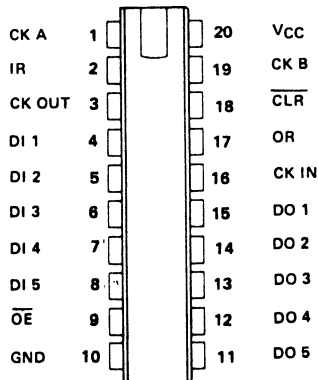 CK A 1 20 VCC
IR 2 19 CK B
CK OUT 3 18 CLR
DI 1 4 17 OR
DI 2 5 16 CK IN
DI 3 6 15 DO 1
DI 4 7 14 DO 2
DI 5 8 13 DO 3
OE 9 12 DO 4
GND 10 11 DO 5